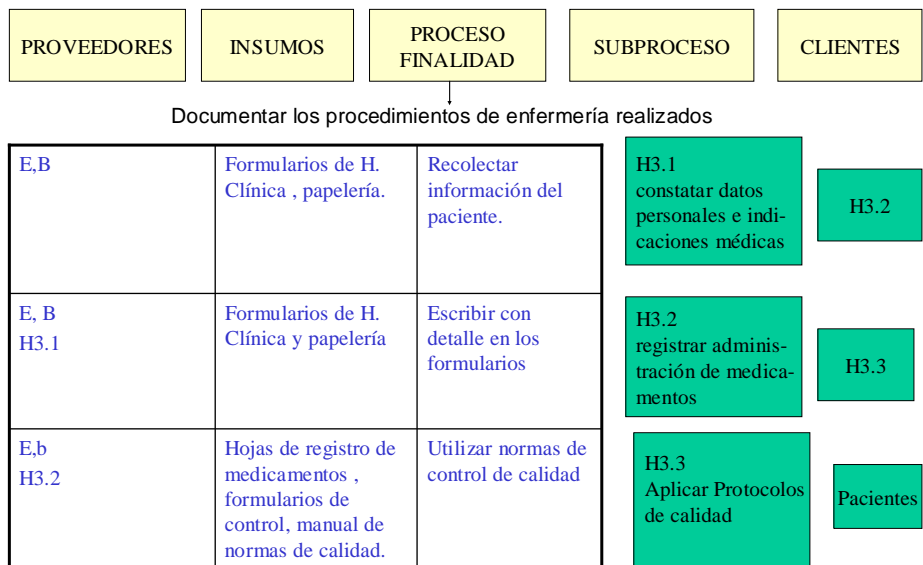 PROVEEDORES
INSUMOS
PROCESO
FINALIDAD
SUBPROCESO
CLIENTES
Documentar los procedimientos de enfermería realizados
E,B
Formularios de H.
Clínica , papelería.
Recolectar
información del
paciente.
H3.1
constatar datos
personales e indi-
caciones médicas
H3.2
E, B
H3.1
Formularios de H.
Clínica y papelería
Escribir con
detalle en los
formularios
H3.2
registrar adminis-
tración de medica-
mentos
H3.3
E,b
H3.2
Hojas de registro de
medicamentos ,
formularios de
control, manual de
normas de calidad.
Utilizar normas de
control de calidad
H3.3
Aplicar Protocolos
de calidad
Pacientes